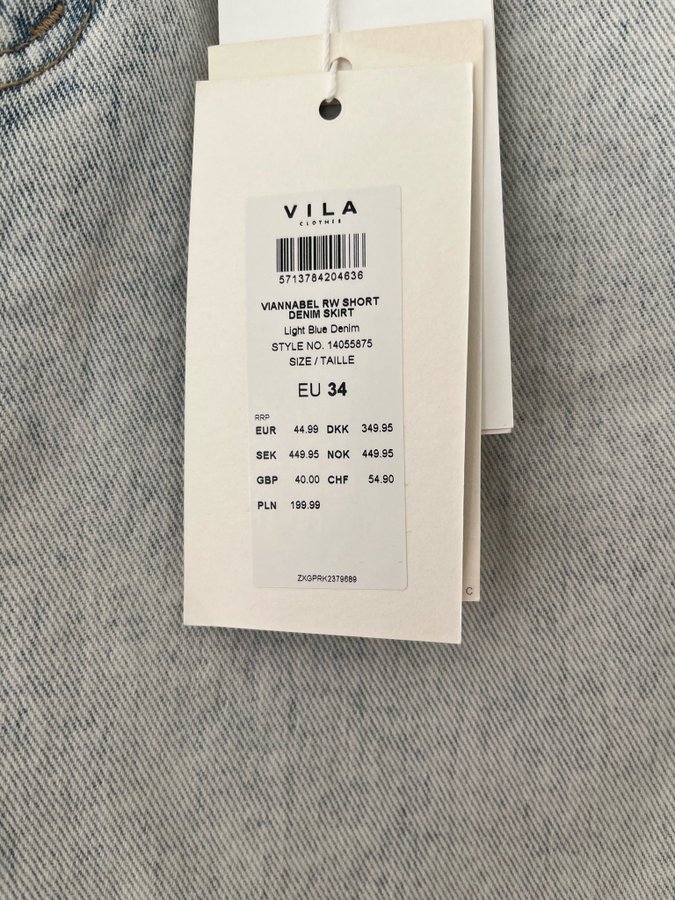 VILA
CLOTHES
5713784204636
VIANNABEL RW SHORT
DENIM SKIRT
Light Blue Denim
STYLE NO. 14055875
SIZE / TAILLE
EU 34
RRP
EUR 44.99 DKK 349.95
SEK 449.95 NOK 449.95
GBP 40.00 CHF 54.90
PLN 199.99
ZXGPRK2379689
C